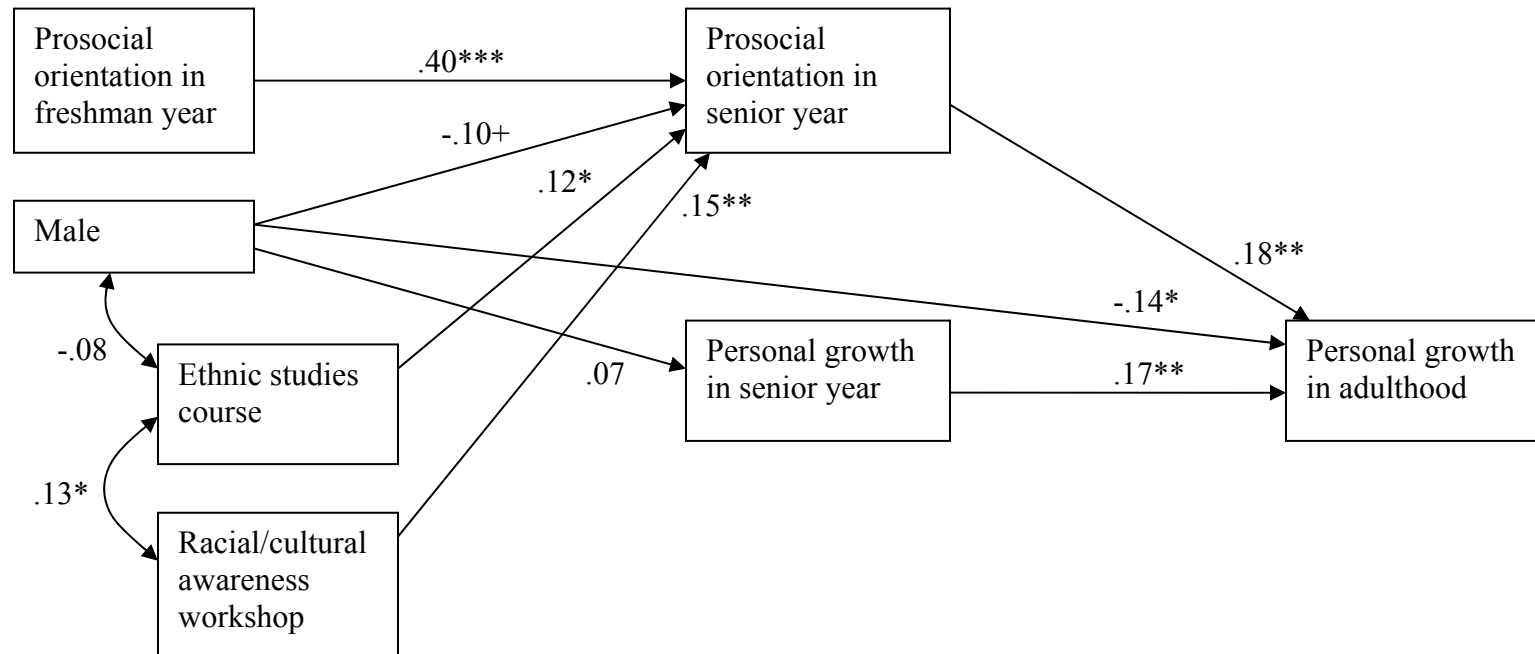 Prosocial
orientation in
freshman year
.40***
Prosocial
orientation in
senior year
-.10+
.12*
.15**
Male
.18**
-.14*
-.08
Ethnic studies
course
.07
Personal growth
in senior year
.17**
Personal growth
in adulthood
.13*
Racial/cultural
awareness
workshop